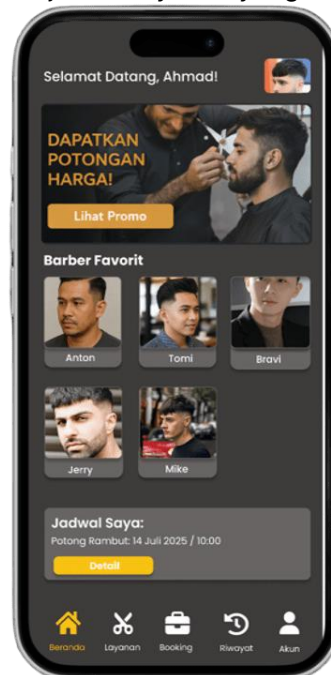 Selamat Datang, Ahmad!
DAPATKAN
POTONGAN
HARGA!
Lihat Promo
Barber Favorit
Anton
Tomi
Bravi
Jerry
Mike
Jadwal Saya:
Potong Rambut: 14 Juli 2025 / 10:00
Detail
Beranda
Layanan
Booking
Riwayat
Akun